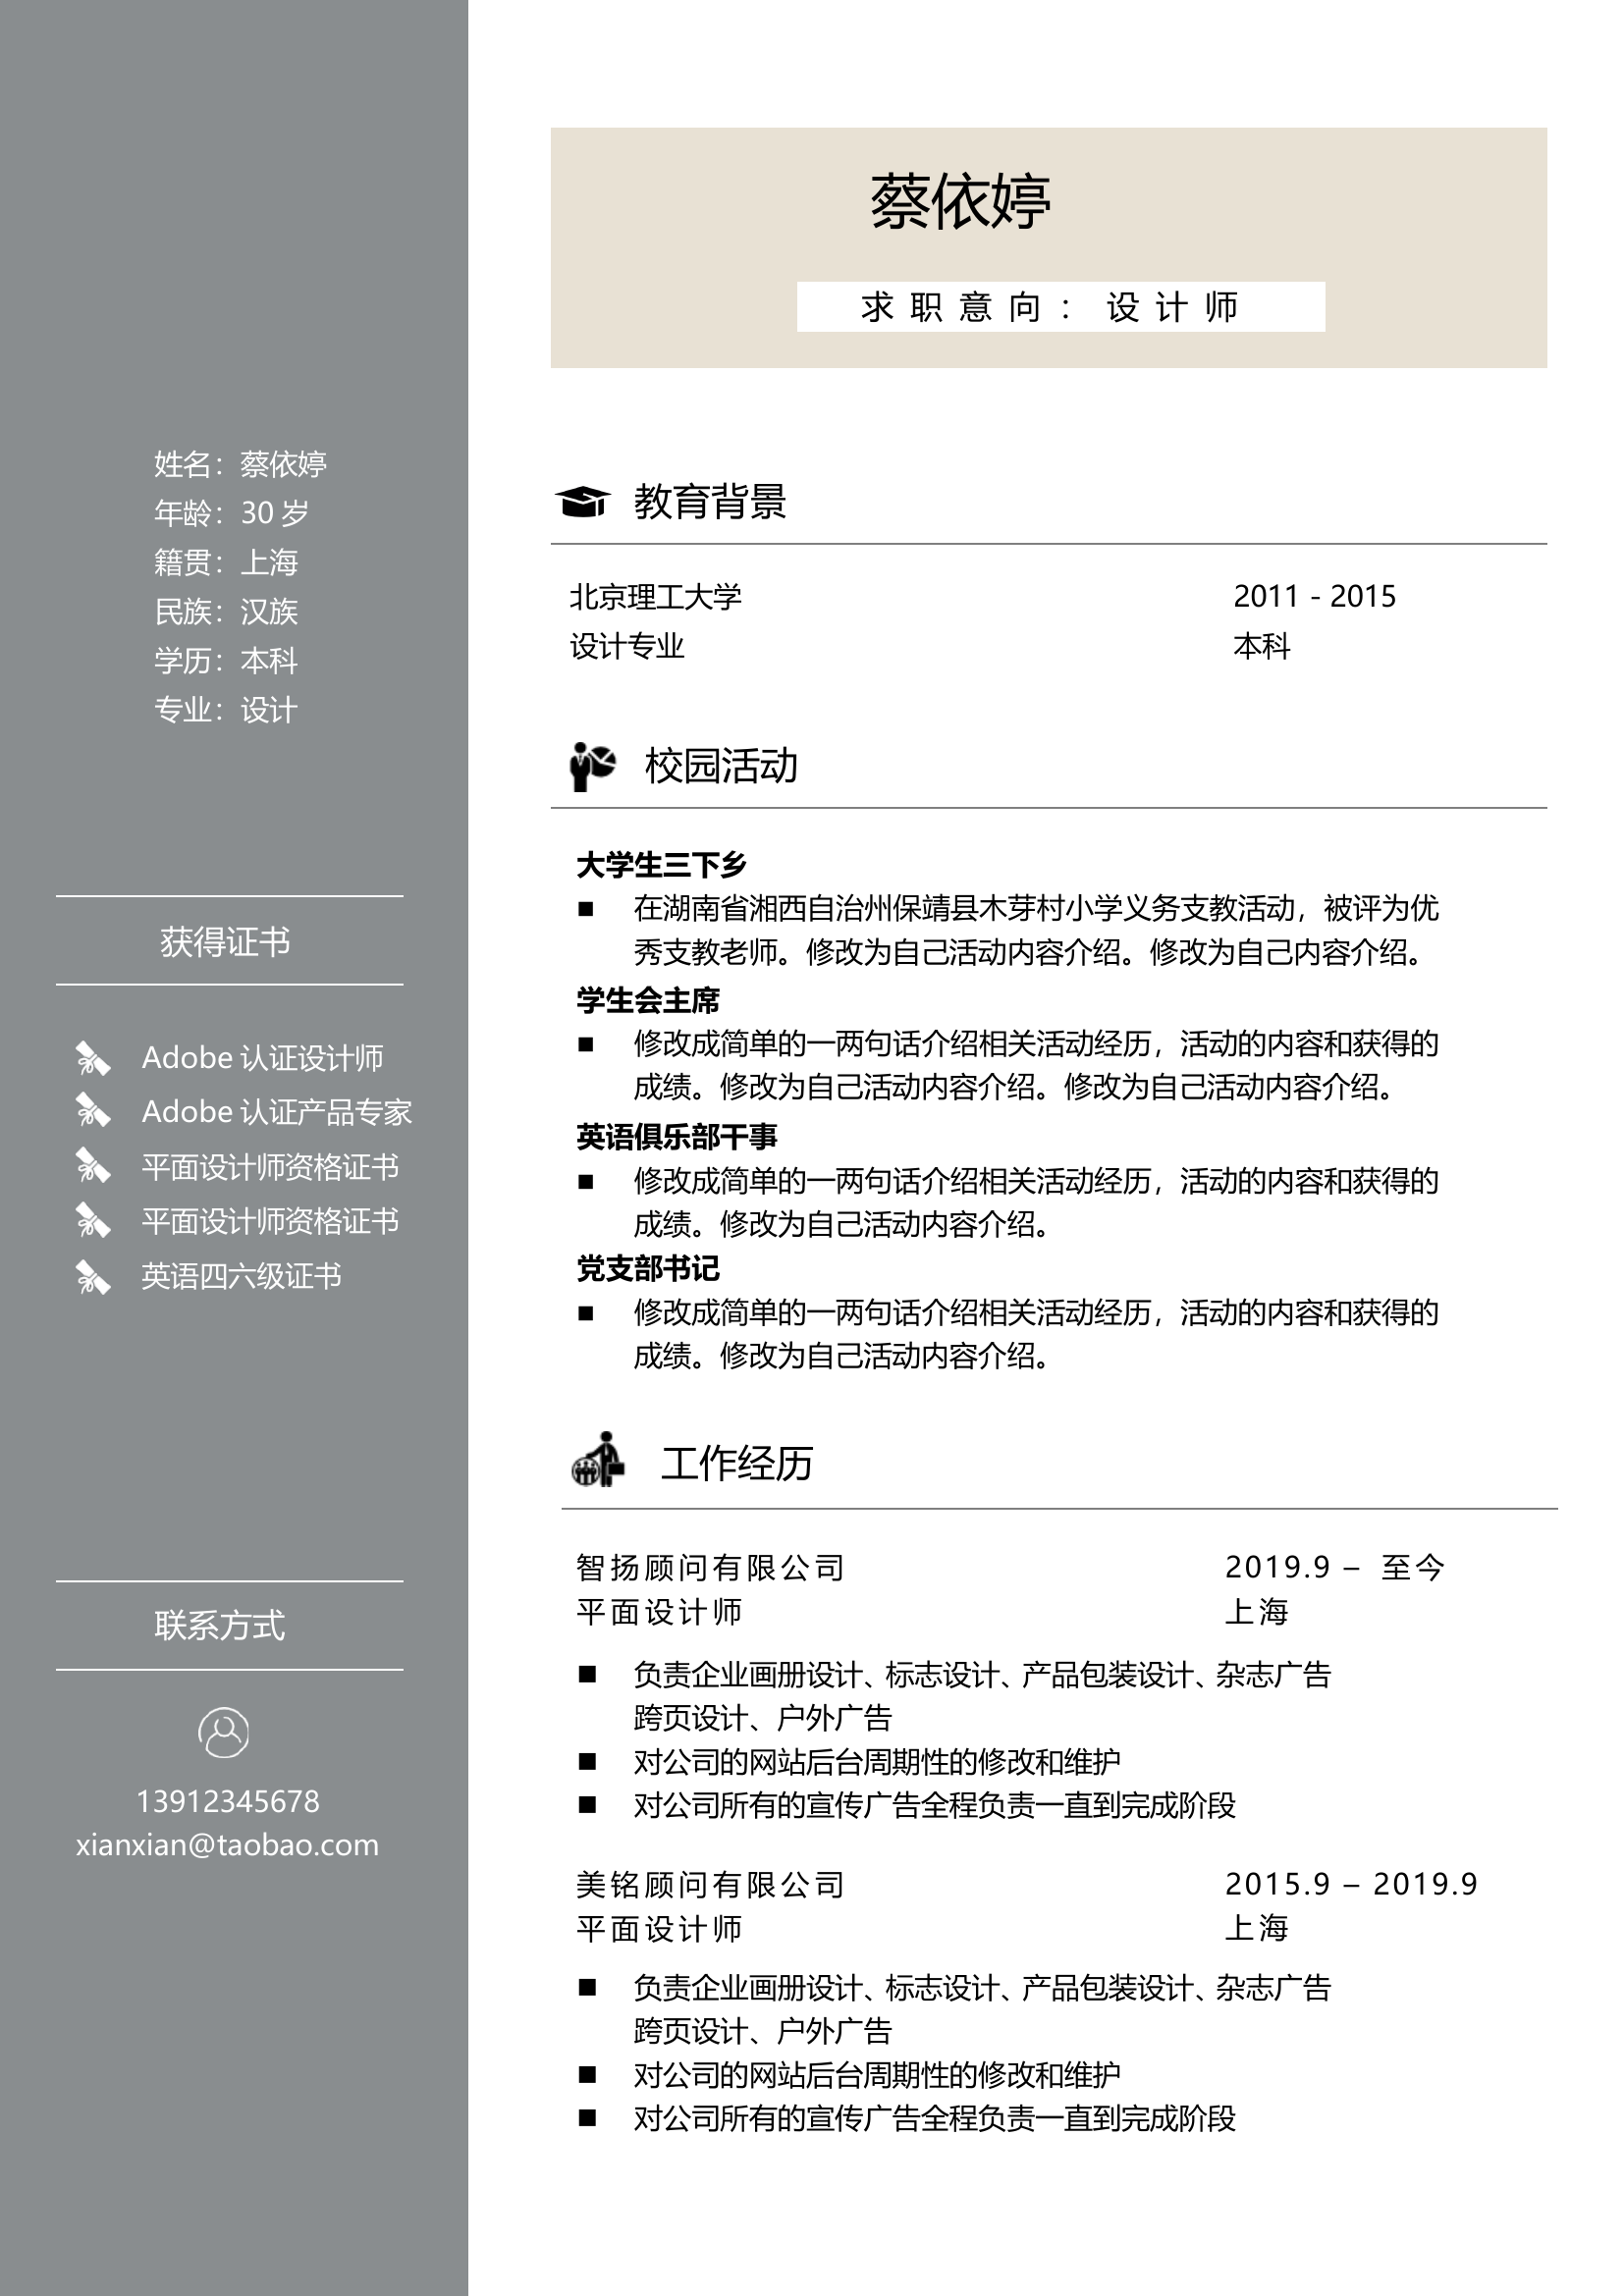 蔡依婷
求职意向：设计师
姓名：蔡依婷
年龄：30 岁
籍贯：上海
民族：汉族
学历：本科
专业：设计
获得证书
Adobe 认证设计师
Adobe 认证产品专家
平面设计师资格证书
平面设计师资格证书
英语四六级证书
联系方式
13912345678
xianxian@taobao.com
教育背景
北京理工大学 2011 - 2015
设计专业 本科
校园活动
大学生三下乡
■ 在湖南省湘西自治州保靖县木芽村小学义务支教活动，被评为优
秀支教老师。修改为自己活动内容介绍。修改为自己内容介绍。
学生会主席
■ 修改成简单的一两句话介绍相关活动经历，活动的内容和获得的
成绩。修改为自己活动内容介绍。修改为自己活动内容介绍。
英语俱乐部干事
■ 修改成简单的一两句话介绍相关活动经历，活动的内容和获得的
成绩。修改为自己活动内容介绍。
党支部书记
■ 修改成简单的一两句话介绍相关活动经历，活动的内容和获得的
成绩。修改为自己活动内容介绍。
工作经历
智扬顾问有限公司 2019.9 – 至今
平面设计师 上海
■ 负责企业画册设计、标志设计、产品包装设计、杂志广告
跨页设计、户外广告
■ 对公司的网站后台周期性的修改和维护
■ 对公司所有的宣传广告全程负责一直到完成阶段
美铭顾问有限公司 2015.9 – 2019.9
平面设计师 上海
■ 负责企业画册设计、标志设计、产品包装设计、杂志广告
跨页设计、户外广告
■ 对公司的网站后台周期性的修改和维护
■ 对公司所有的宣传广告全程负责一直到完成阶段